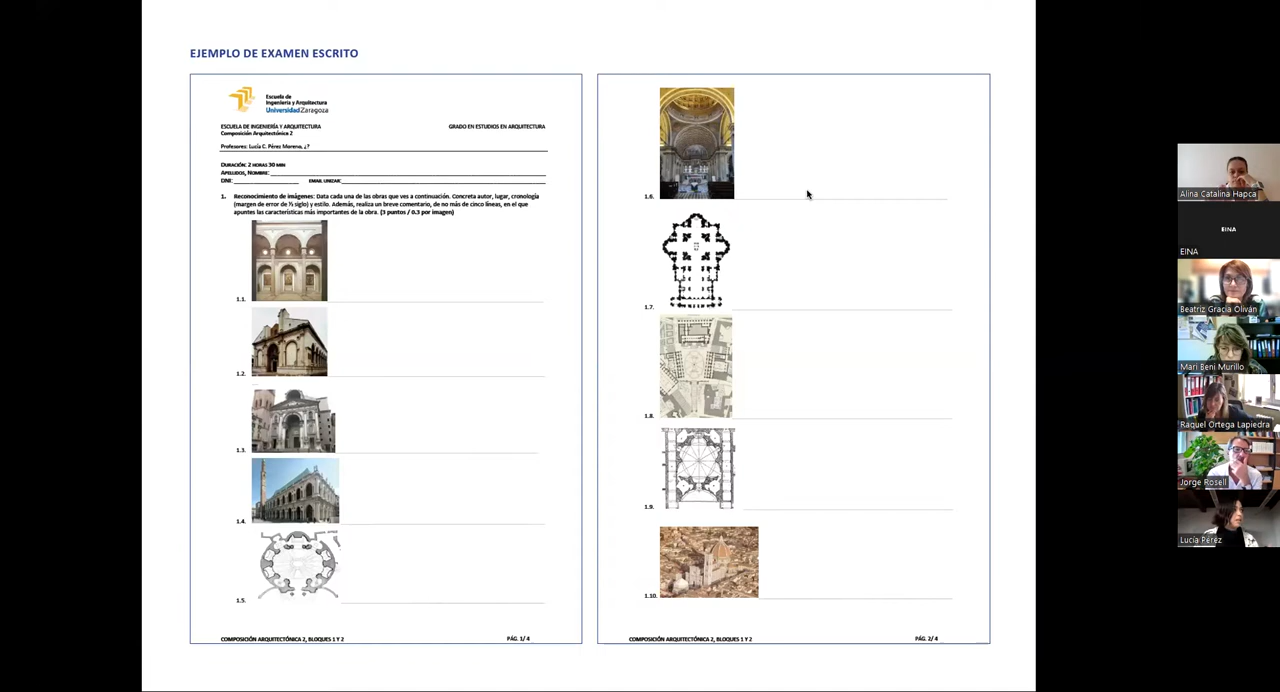 EJEMPLO DE EXAMEN ESCRITO
Escuela de
Ingeniería y Arquitectura
Universidad Zaragoza
ESCUELA DE INGENIERÍA Y ARQUITECTURA
GRADO EN ESTUDIOS EN ARQUITECTURA
Composición Arquitectónica 2
Profesores: Lucía C. Pérez Moreno, ¿?
DURACIÓN: 2 HORAS 30 MIN
APELLIDOS, NOMBRE:
DNI: EMAIL UNIZAR:
1. Reconocimiento de imágenes: Data cada una de las obras que ves a continuación. Concreta autor, lugar, cronología
(margen de error de ½ siglo) y estilo. Además, realiza un breve comentario, de no más de cinco líneas, en el que
apuntes las características más importantes de la obra. (3 puntos / 0.3 por imagen)
1.1.
1.2.
1.3.
1.4.
1.5.
COMPOSICIÓN ARQUITECTÓNICA 2, BLOQUES 1 Y 2
PÁG. 1/ 4
1.6.
1.7.
1.8.
1.9.
1.10.
COMPOSICIÓN ARQUITECTÓNICA 2, BLOQUES 1 Y 2
PÁG. 2/ 4
Alina Catalina Hapca
EINA
EINA
Beatriz Gracia Oliván
Mari Beni Murillo
Raquel Ortega Lapiedra
Jorge Rosell
Lucía Pérez